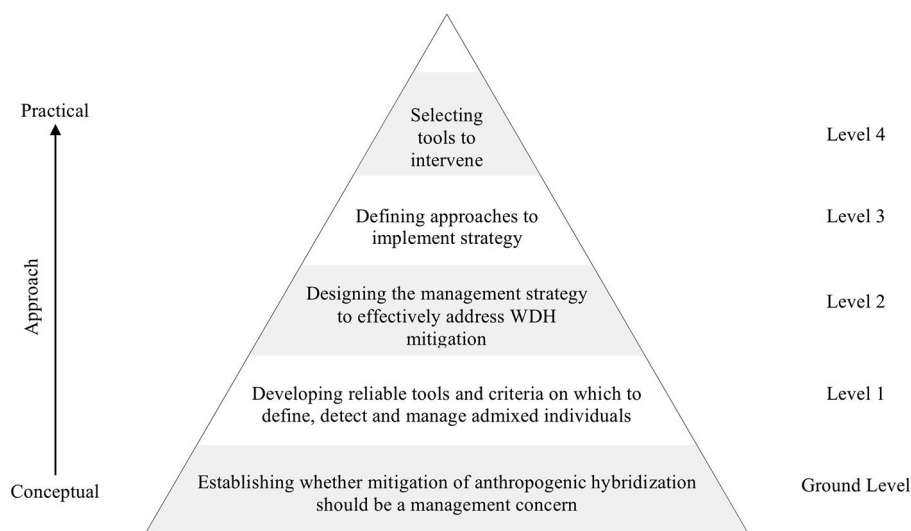 Practical
Approach
Conceptual
Selecting
tools to
intervene
Level 4
Defining approaches to
implement strategy
Level 3
Designing the management strategy
to effectively address WDH
mitigation
Level 2
Developing reliable tools and criteria on which to
define, detect and manage admixed individuals
Level 1
Establishing whether mitigation of anthropogenic hybridization
should be a management concern
Ground Level